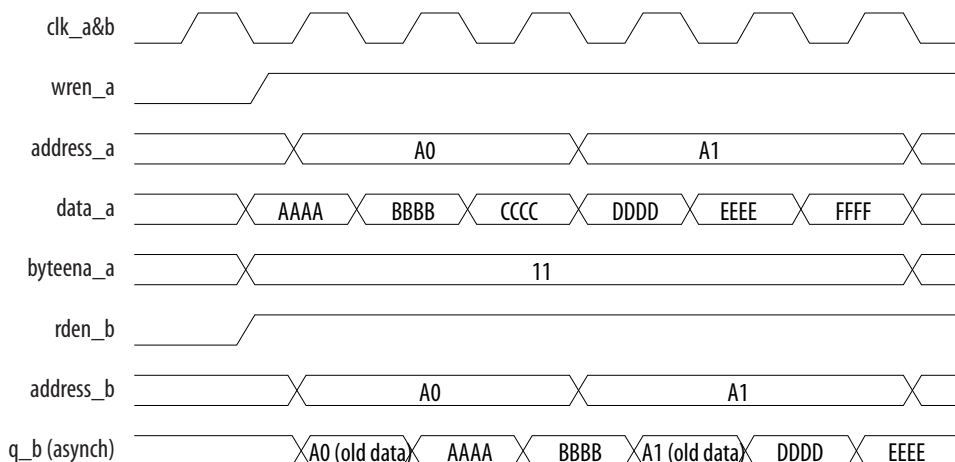 clk_a&b
wren_a
address_a A0 A1
data_a AAAA BBBB CCCC DDDD EEEE FFFF
byteena_a 11
rden_b
address_b A0 A1
q_b (asynch) A0 (old data) AAAA BBBB A1 (old data) DDDD EEEE